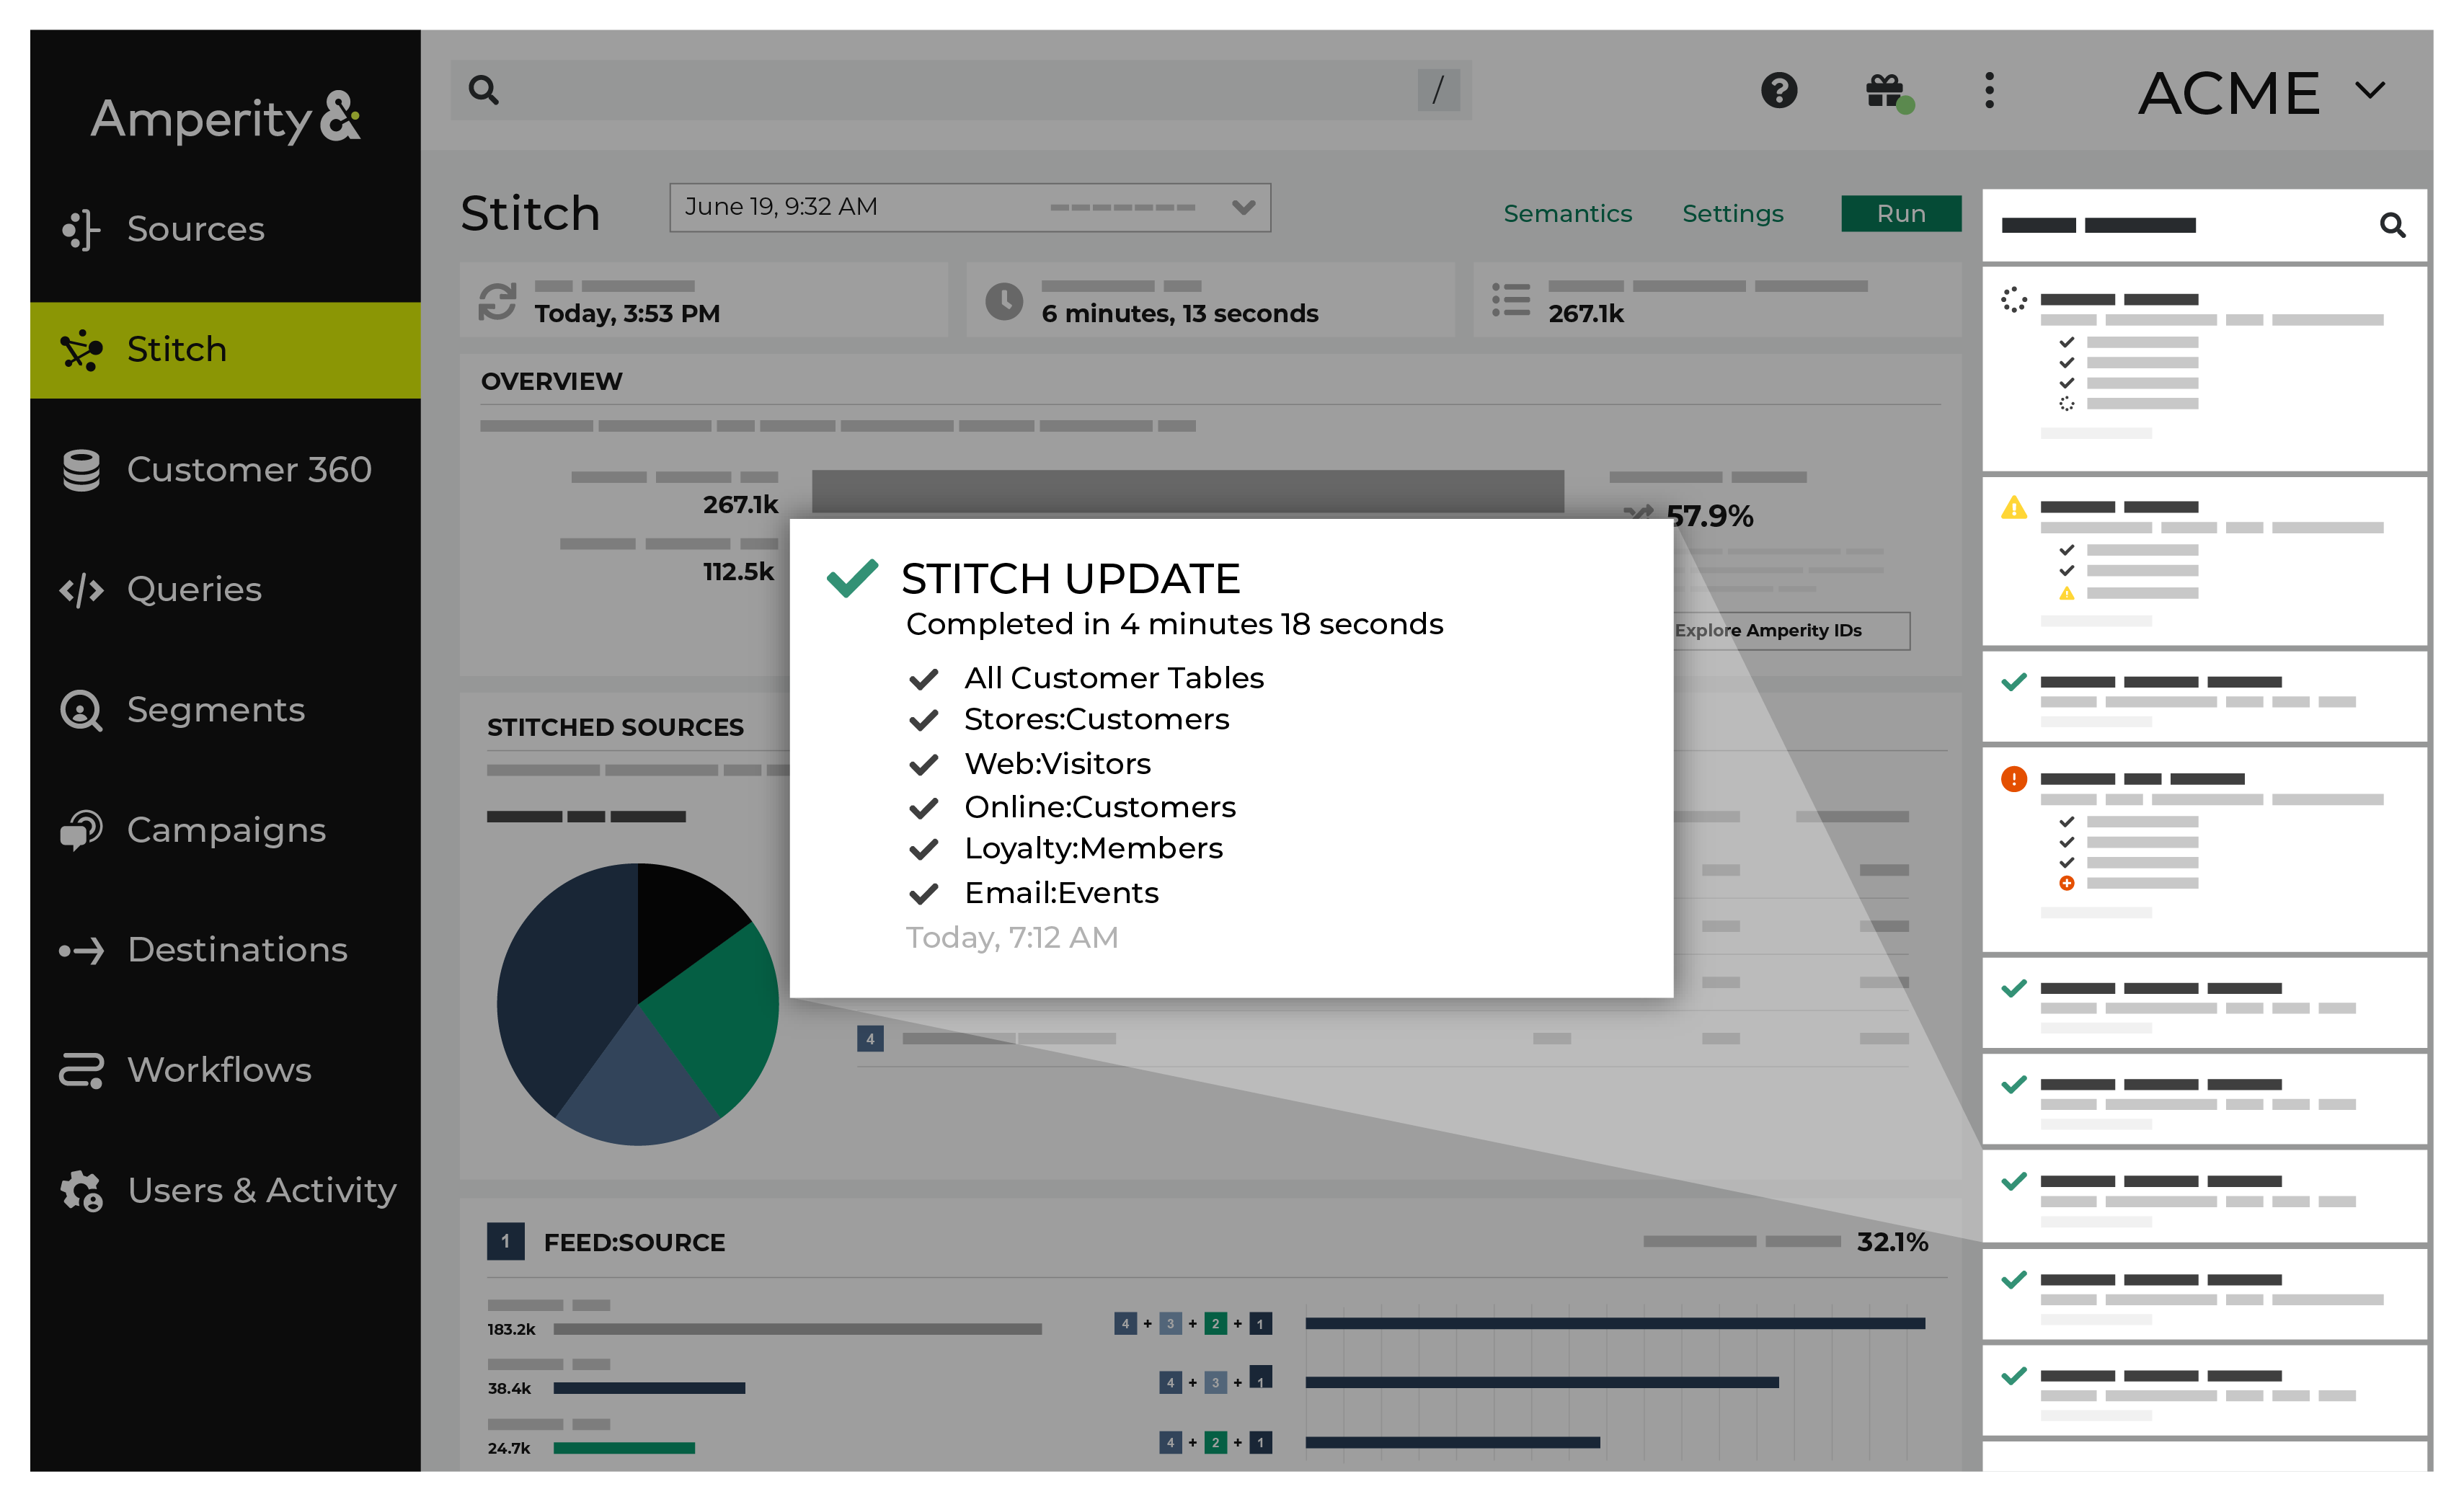 Amperity
Sources
Stitch
Customer 360
Queries
Segments
Campaigns
Destinations
Workflows
Users & Activity
/
?
ACME
Stitch
June 19, 9:32 AM
Semantics
Settings
Run
Today, 3:53 PM
6 minutes, 13 seconds
267.1k
OVERVIEW
267.1k
57.9%
112.5k
Explore Amperity IDs
STITCH UPDATE
Completed in 4 minutes 18 seconds
All Customer Tables
Stores:Customers
Web:Visitors
Online:Customers
Loyalty:Members
Email:Events
Today, 7:12 AM
STITCHED SOURCES
4
1 FEED:SOURCE
32.1%
183.2k
4 + 3 + 2 + 1
38.4k
4 + 3 + 1
24.7k
4 + 2 + 1